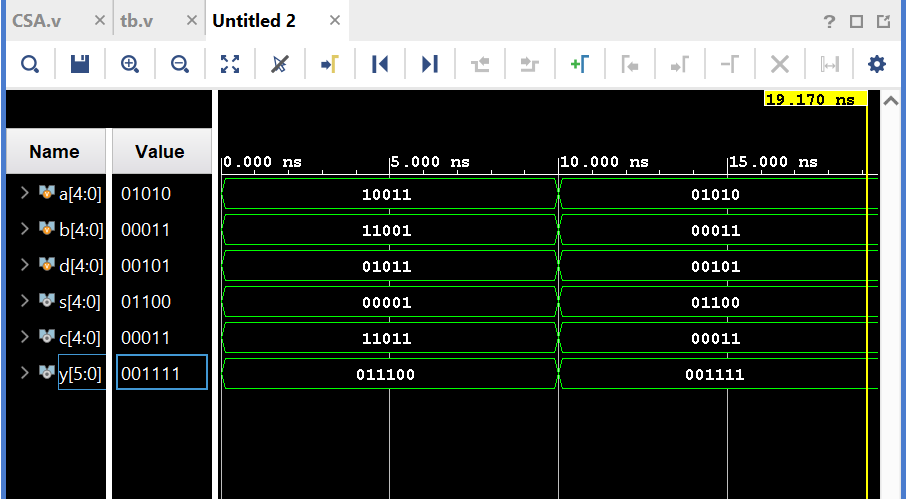 CSA.v × tb.v × Untitled 2 × ?
19.170 ns
Name Value
0.000 ns 5.000 ns 10.000 ns 15.000 ns
a[4:0] 01010 10011 01010
b[4:0] 00011 11001 00011
d[4:0] 00101 01011 00101
s[4:0] 01100 00001 01100
c[4:0] 00011 11011 00011
y[5:0] 001111 011100 001111